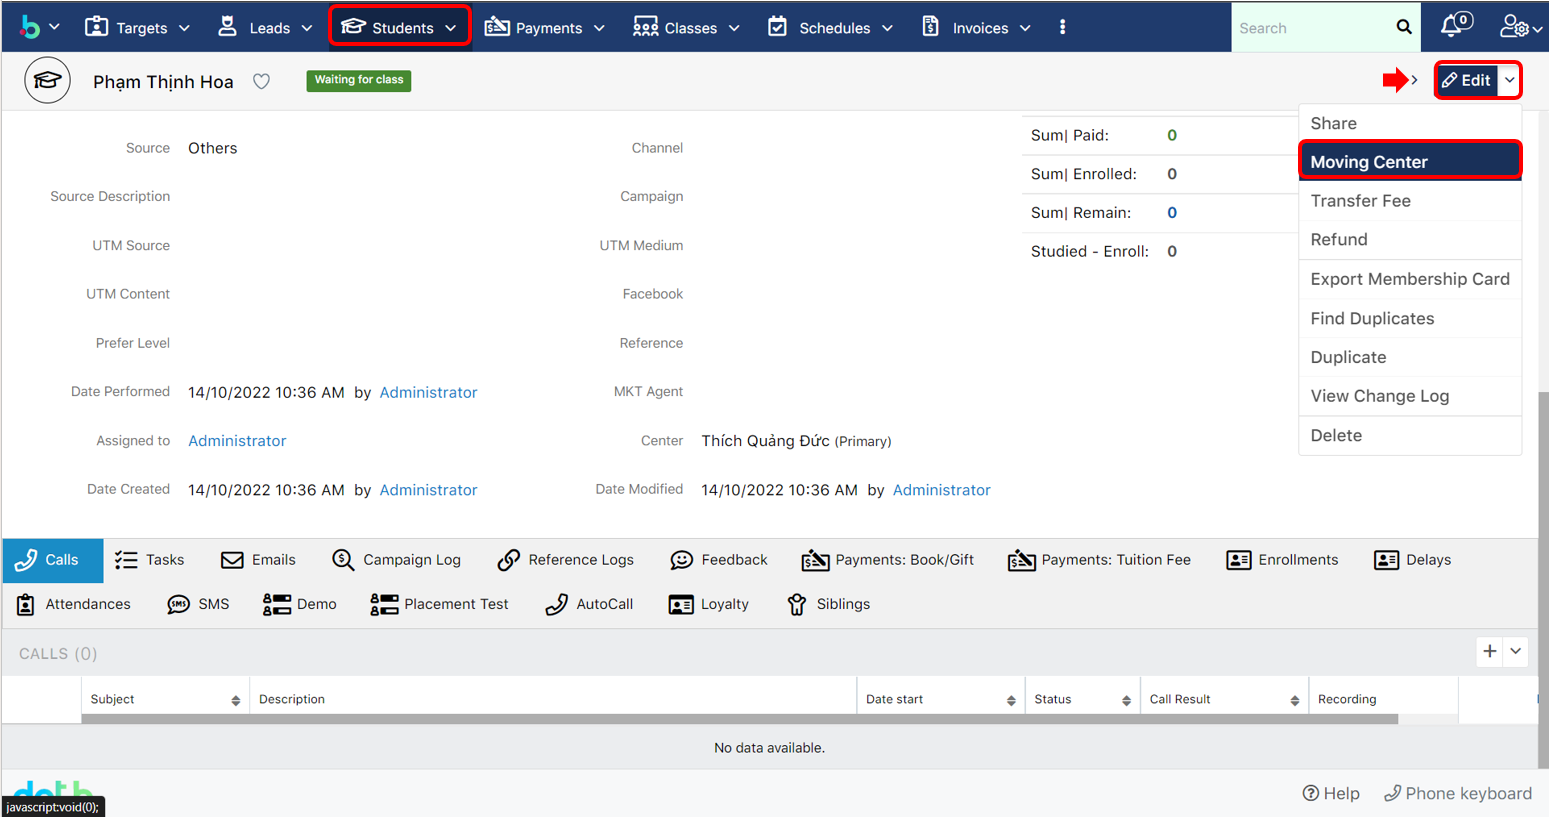 Targets Leads Students Payments Classes Schedules Invoices Search 0
Phạm Thịnh Hoa Waiting for class Edit
Share
Moving Center
Transfer Fee
Refund
Export Membership Card
Find Duplicates
Duplicate
View Change Log
Delete
Source Others Channel
Source Description Campaign
UTM Source UTM Medium
UTM Content Facebook
Prefer Level Reference
Date Performed 14/10/2022 10:36 AM by Administrator MKT Agent
Assigned to Administrator Center Thích Quảng Đức (Primary)
Date Created 14/10/2022 10:36 AM by Administrator Date Modified 14/10/2022 10:36 AM by Administrator
Sum| Paid: 0
Sum| Enrolled: 0
Sum| Remain: 0
Studied - Enroll: 0
Calls Tasks Emails Campaign Log Reference Logs Feedback Payments: Book/Gift Payments: Tuition Fee Enrollments Delays
Attendances SMS Demo Placement Test AutoCall Loyalty Siblings
CALLS (0)
Subject Description Date start Status Call Result Recording
No data available.
Help Phone keyboard
javascript:void(0);